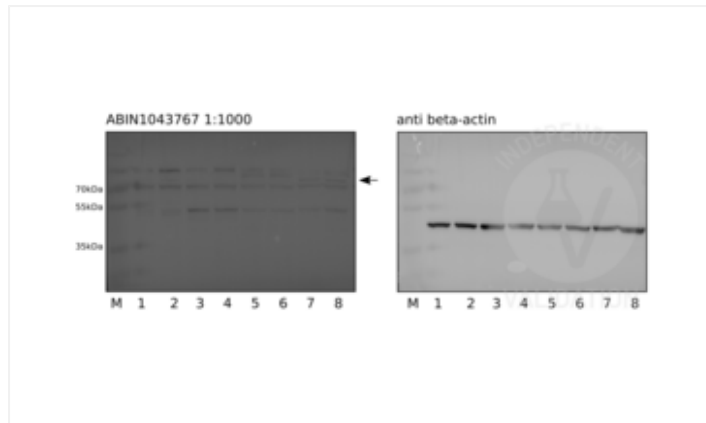 ABIN1043767 1:1000
70kDa
55kDa
35kDa
M 1 2 3 4 5 6 7 8
anti beta-actin
INDEPENDENT
VALIDATION
M 1 2 3 4 5 6 7 8